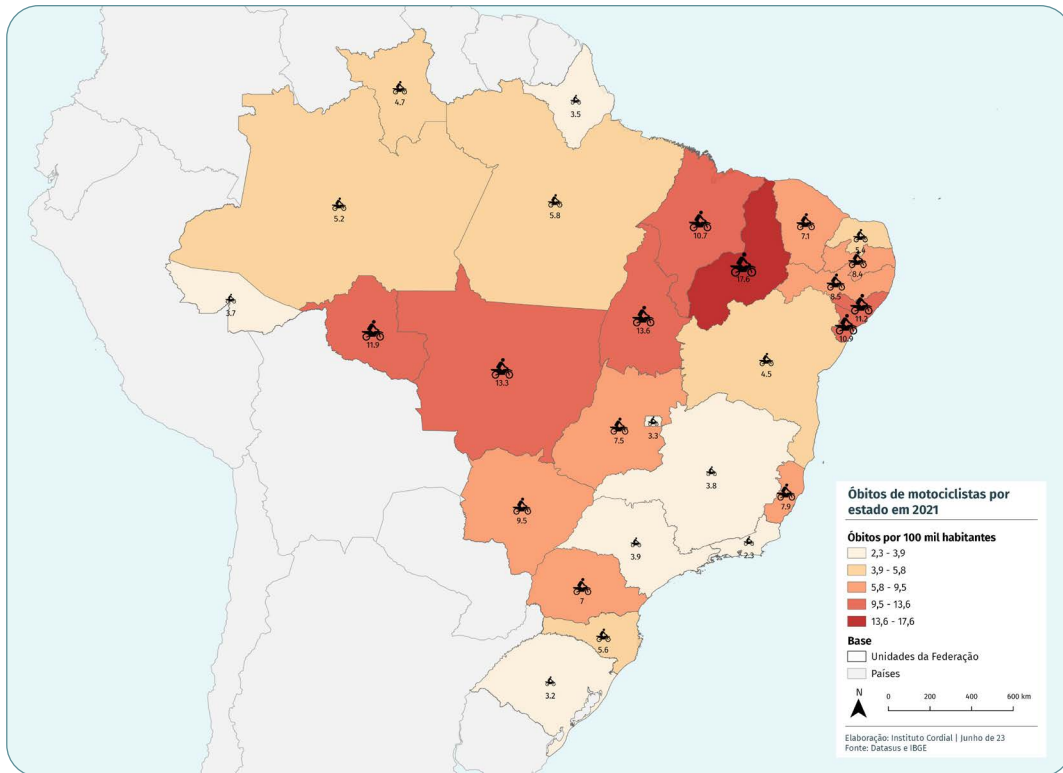 4.7
3.5
5.2
5.8
10.7
7.1
5.4
8.4
17.6
8.5
11.2
10.9
3.7
11.9
13.6
13.3
4.5
7.5
3.3
3.8
9.5
7.9
3.9
2.3
7
5.6
3.2
Óbitos de motociclistas por
estado em 2021
Óbitos por 100 mil habitantes
2,3 - 3,9
3,9 - 5,8
5,8 - 9,5
9,5 - 13,6
13,6 - 17,6
Base
Unidades da Federação
Países
N
0 200 400 600 km
Elaboração: Instituto Cordial | Junho de 23
Fonte: Datasus e IBGE